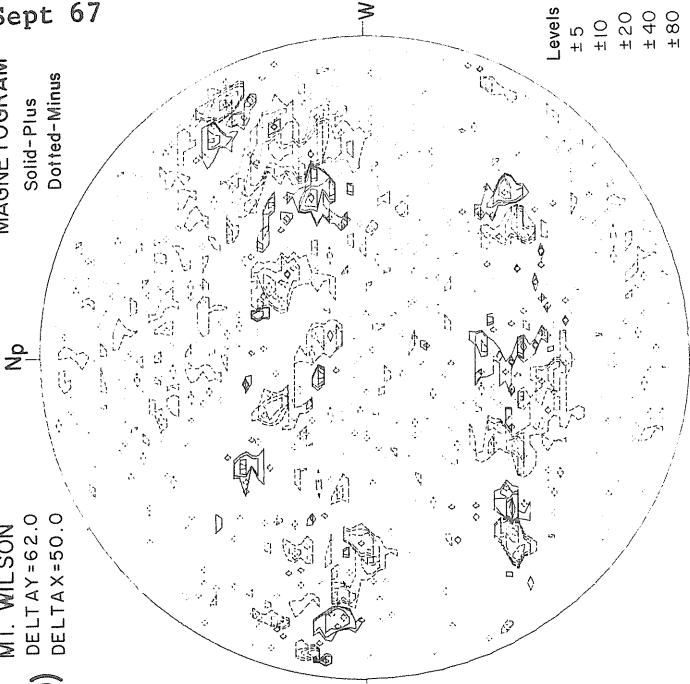 Sept 67
MT. WILSON
DELTAY=62.0
DELTAX=50.0
Np
MAGNETOGRAM
Solid-Plus
Dotted-Minus
W
Levels
±5
±10
±20
±40
±80